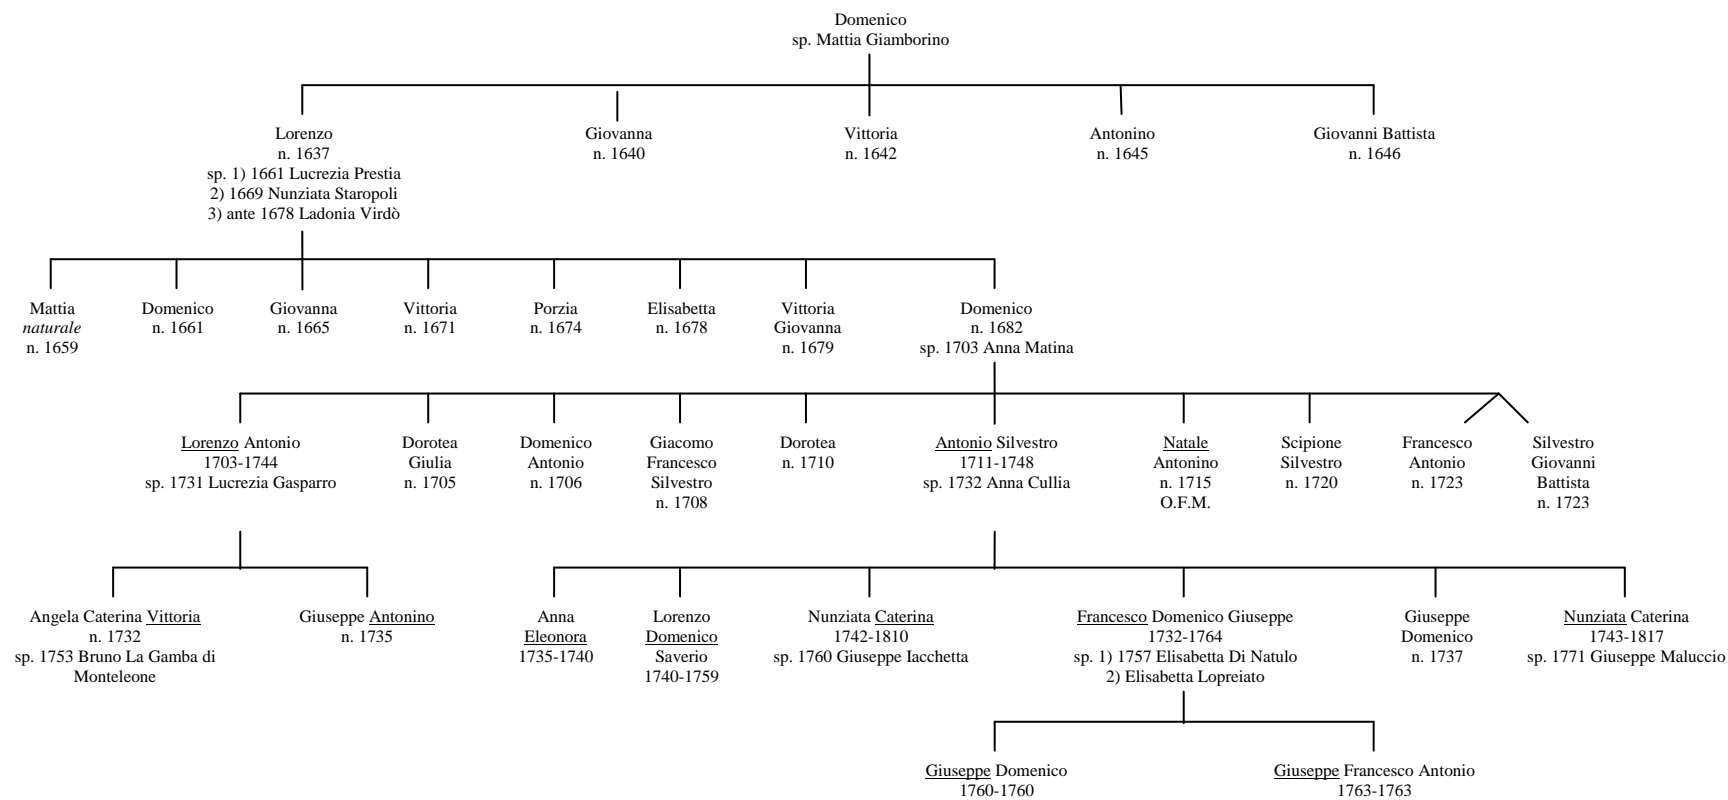 Domenico
sp. Mattia Giamborino
Lorenzo
n. 1637
sp. 1) 1661 Lucrezia Prestia
2) 1669 Nunziata Staropoli
3) ante 1678 Ladonia Virdò
Giovanna
n. 1640
Vittoria
n. 1642
Antonino
n. 1645
Giovanni Battista
n. 1646
Mattia
naturale
n. 1659
Domenico
n. 1661
Giovanna
n. 1665
Vittoria
n. 1671
Porzia
n. 1674
Elisabetta
n. 1678
Vittoria
Giovanna
n. 1679
Domenico
n. 1682
sp. 1703 Anna Matina
Lorenzo Antonio
1703-1744
sp. 1731 Lucrezia Gasparro
Dorotea
Giulia
n. 1705
Domenico
Antonio
n. 1706
Giacomo
Francesco
Silvestro
n. 1708
Dorotea
n. 1710
Antonio Silvestro
1711-1748
sp. 1732 Anna Cullia
Natale
Antonino
n. 1715
O.F.M.
Scipione
Silvestro
n. 1720
Francesco
Antonio
n. 1723
Silvestro
Giovanni
Battista
n. 1723
Angela Caterina Vittoria
n. 1732
sp. 1753 Bruno La Gamba di
Monteleone
Giuseppe Antonino
n. 1735
Anna
Eleonora
1735-1740
Lorenzo
Domenico
Saverio
1740-1759
Nunziata Caterina
1742-1810
sp. 1760 Giuseppe Iacchetta
Francesco Domenico Giuseppe
1732-1764
sp. 1) 1757 Elisabetta Di Natulo
2) Elisabetta Lopreiato
Giuseppe
Domenico
n. 1737
Nunziata Caterina
1743-1817
sp. 1771 Giuseppe Maluccio
Giuseppe Domenico
1760-1760
Giuseppe Francesco Antonio
1763-1763